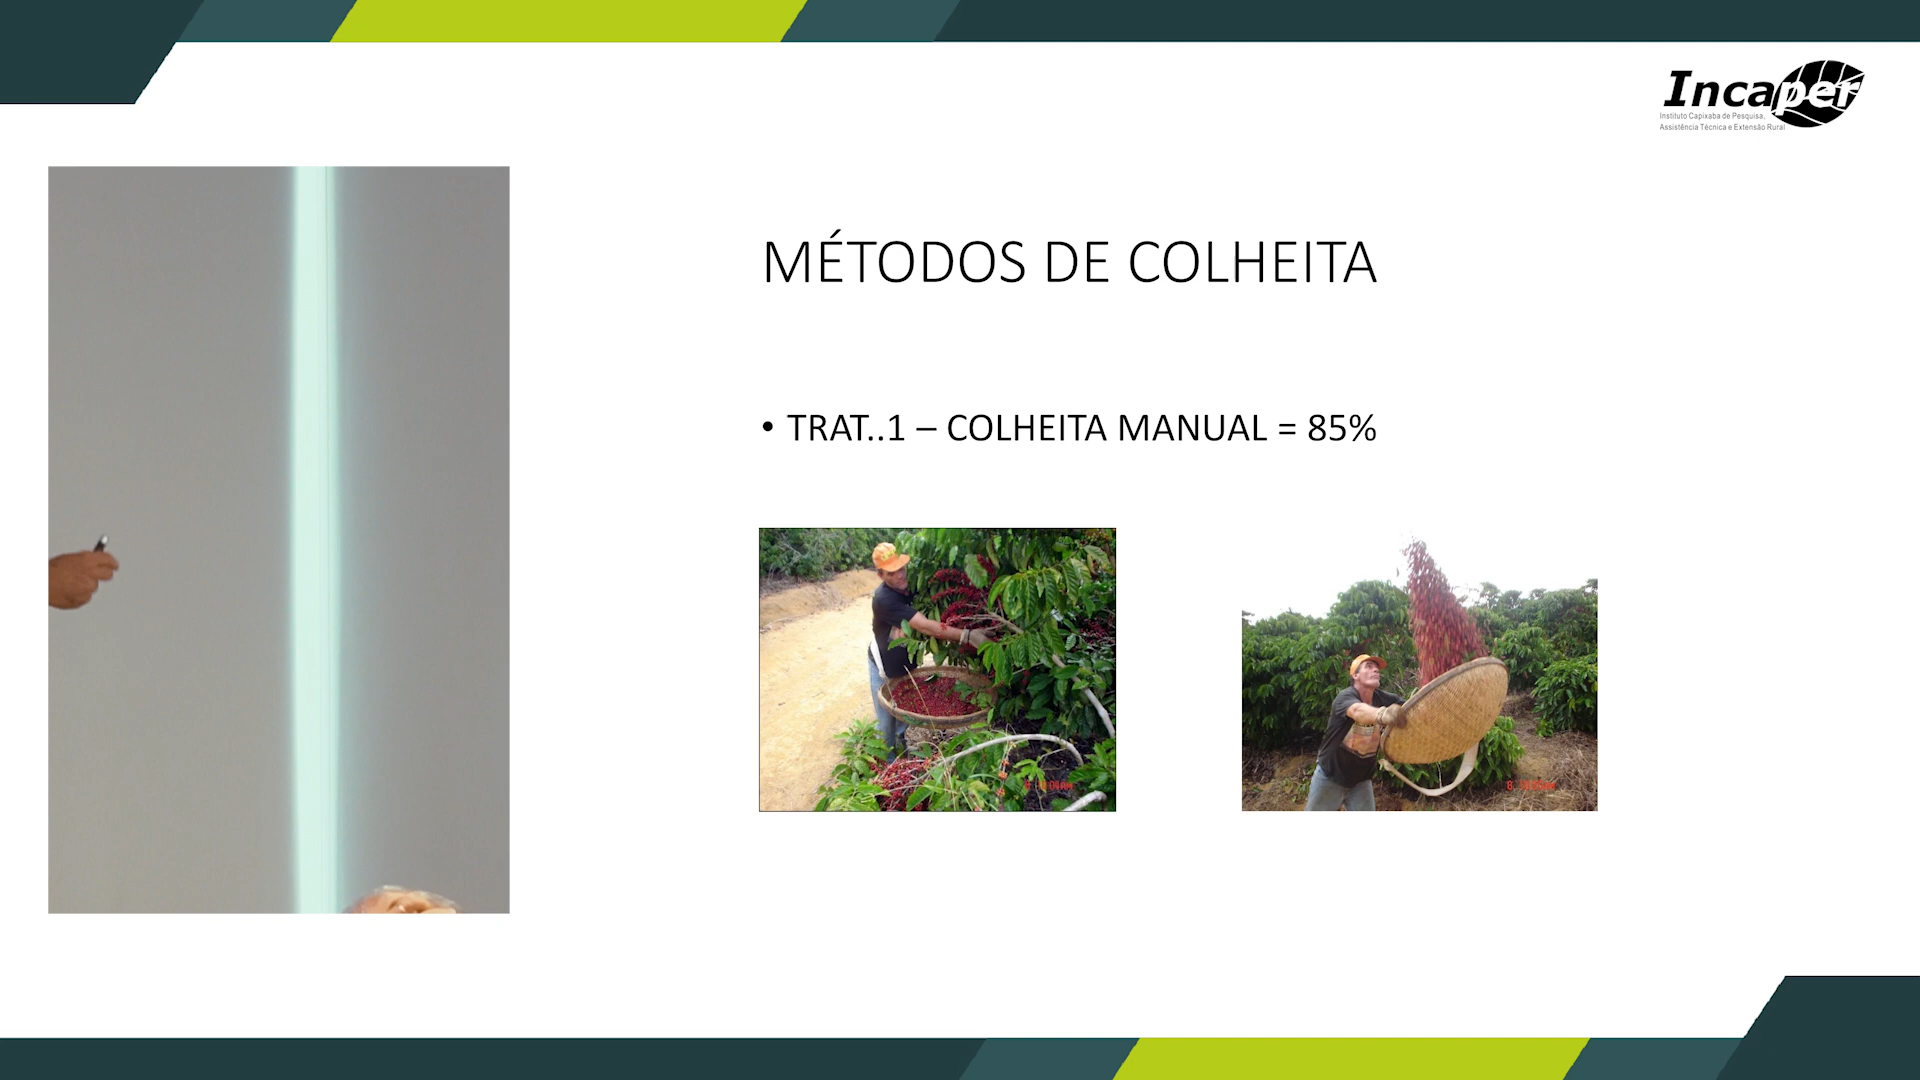 Incaper
Instituto Capixaba de Pesquisa,
Assistência Técnica e Extensão Rural
MÉTODOS DE COLHEITA
• TRAT..1 – COLHEITA MANUAL = 85%